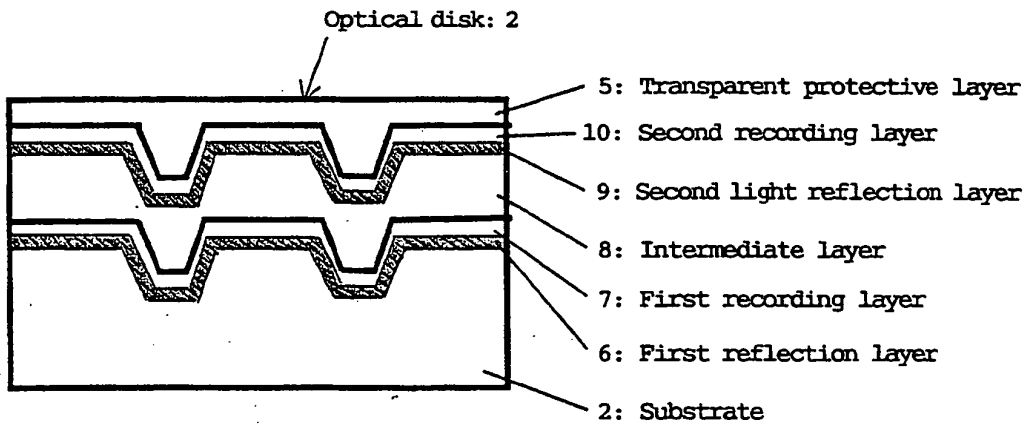 Optical disk: 2
5: Transparent protective layer
10: Second recording layer
9: Second light reflection layer
8: Intermediate layer
7: First recording layer
6: First reflection layer
2: Substrate